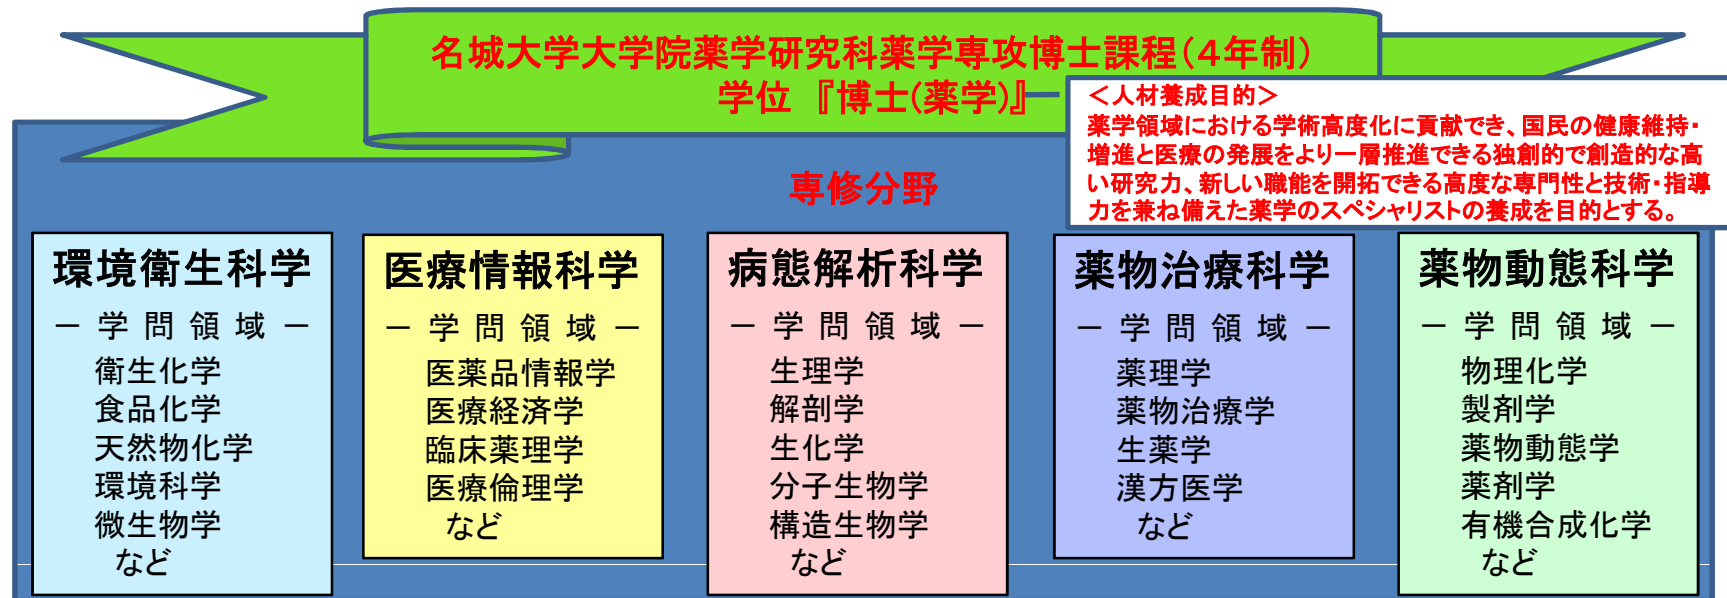 名城大学大学院薬学研究科薬学専攻博士課程(４年制)
学位 『博士(薬学)』
＜人材養成目的＞
薬学領域における学術高度化に貢献でき、国民の健康維持・
増進と医療の発展をより一層推進できる独創的で創造的な高
い研究力、新しい職能を開拓できる高度な専門性と技術・指導
力を兼ね備えた薬学のスペシャリストの養成を目的とする。
専修分野
環境衛生科学
－ 学 問 領 域 －
衛生化学
食品化学
天然物化学
環境科学
微生物学
など
医療情報科学
－ 学 問 領 域 －
医薬品情報学
医療経済学
臨床薬理学
医療倫理学
など
病態解析科学
－ 学 問 領 域 －
生理学
解剖学
生化学
分子生物学
構造生物学
など
薬物治療科学
－ 学 問 領 域 －
薬理学
薬物治療学
生薬学
漢方医学
など
薬物動態科学
－ 学 問 領 域 －
物理化学
製剤学
薬物動態学
薬剤学
有機合成化学
など